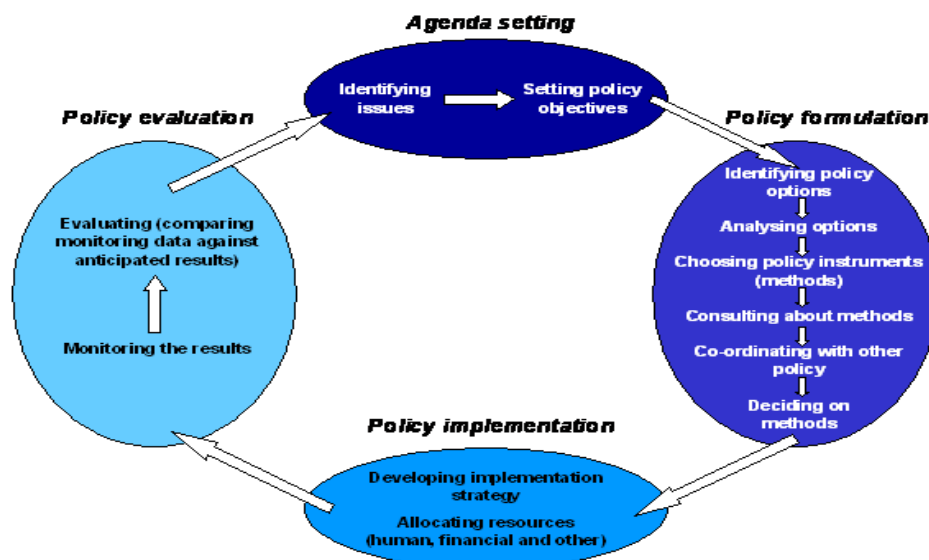 Agenda setting
Identifying
issues
Setting policy
objectives
Policy evaluation
Policy formulation
Identifying policy
options
Analysing options
Choosing policy instruments
(methods)
Consulting about methods
Co-ordinating with other
policy
Deciding on
methods
Evaluating (comparing
monitoring data against
anticipated results)
Monitoring the results
Policy implementation
Developing implementation
strategy
Allocating resources
(human, financial and other)